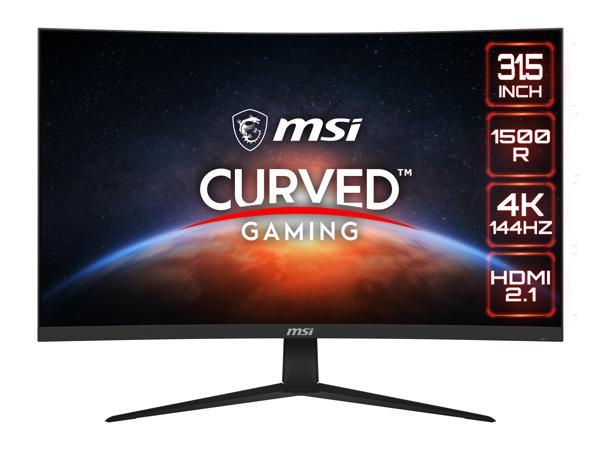 msi
CURVED™
GAMING
31.5
INCH
1500
R
4K
144HZ
HDMI
2.1
msi